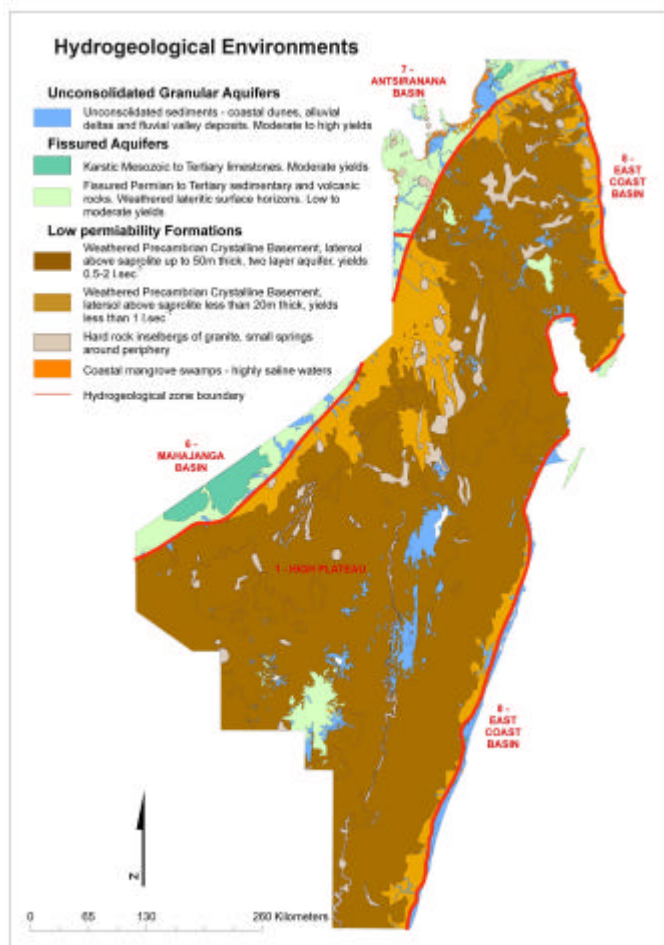 Hydrogeological Environments
Unconsolidated Granular Aquifers
Unconsolidated sediments - coastal dunes, alluvial
deltas and fluvial valley deposits. Moderate to high yields
Fissured Aquifers
Karstic Mesozoic to Tertiary limestones. Moderate yields
Fissured Permian to Tertiary sedimentary and volcanic
rocks. Weathered lateritic surface horizons. Low to
moderate yields
Low permiability Formations
Weathered Precambrian Crystalline Basement, latersol
above saprolite up to 50m thick, two layer aquifer, yields
0.5-2 l.sec
Weathered Precambrian Crystalline Basement,
latersol above saprolite less than 20m thick, yields
less than 1 l.sec
Hard rock inselbergs of granite, small springs
around periphery
Coastal mangrove swamps - highly saline waters
Hydrogeological zone boundary
7 -
ANTSIRANANA
BASIN
8 -
EAST
COAST
BASIN
6 -
MAHAJANGA
BASIN
1 - HIGH PLATEAU
8 -
EAST
COAST
BASIN
N
0 65 130 260 Kilometers